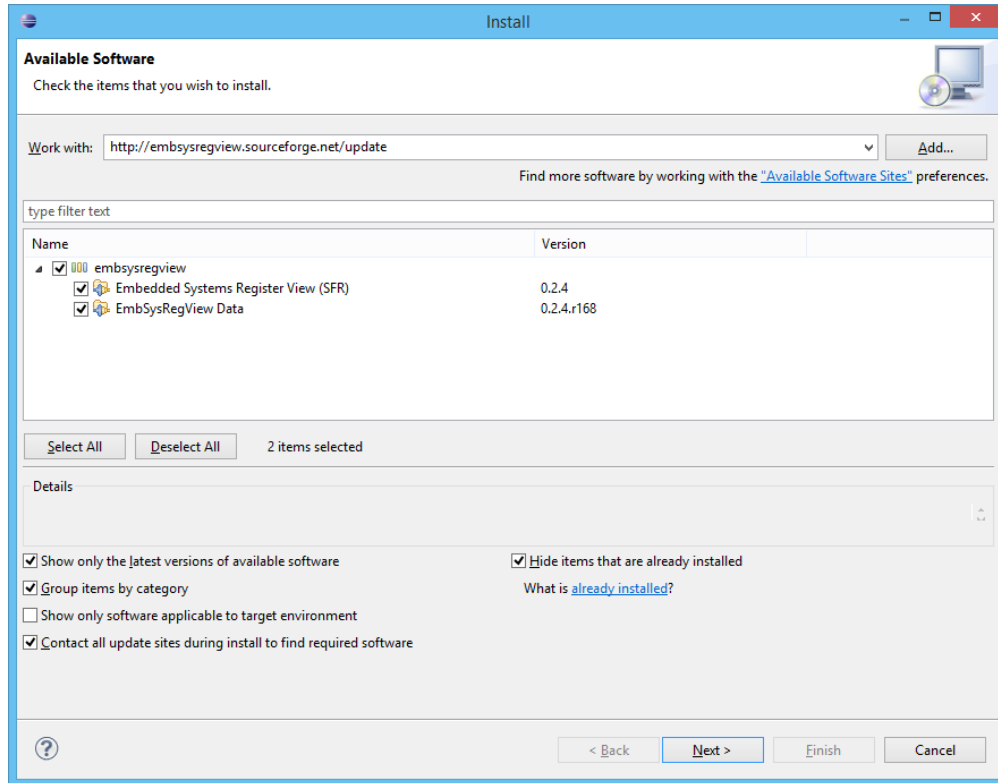 Install
Available Software
Check the items that you wish to install.
Work with: http://embsysregview.sourceforge.net/update Add...
Find more software by working with the "Available Software Sites" preferences.
type filter text
Name Version
embsysregview
Embedded Systems Register View (SFR) 0.2.4
EmbSysRegView Data 0.2.4.r168
Select All Deselect All 2 items selected
Details
Show only the latest versions of available software Hide items that are already installed
Group items by category What is already installed?
Show only software applicable to target environment
Contact all update sites during install to find required software
? < Back Next > Finish Cancel